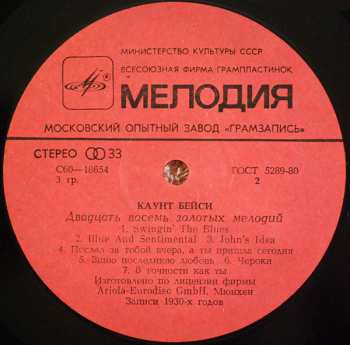 МИНИСТЕРСТВО КУЛЬТУРЫ СССР
ВСЕСОЮЗНАЯ ФИРМА ГРАМПЛАСТИНОК
МЕЛОДИЯ
МОСКОВСКИЙ ОПЫТНЫЙ ЗАВОД «ГРАМЗАПИСЬ»
СТЕРЕО 33
С60—18654 ГОСТ 5289-80
3 гр. 2
КАУНТ БЕЙСИ
Двадцать восемь золотых мелодий
1. Swingin' The Blues
2. Blue And Sentimental 3. John's Idea
4. Послал за тобой вчера, а ты пришла сегодня
5. Знаю последнюю любовь 6. Чероки
7. В точности как ты
Изготовлено по лицензии фирмы
Ariola-Eurodisc GmbH. Мюнхен
Записи 1930-х годов